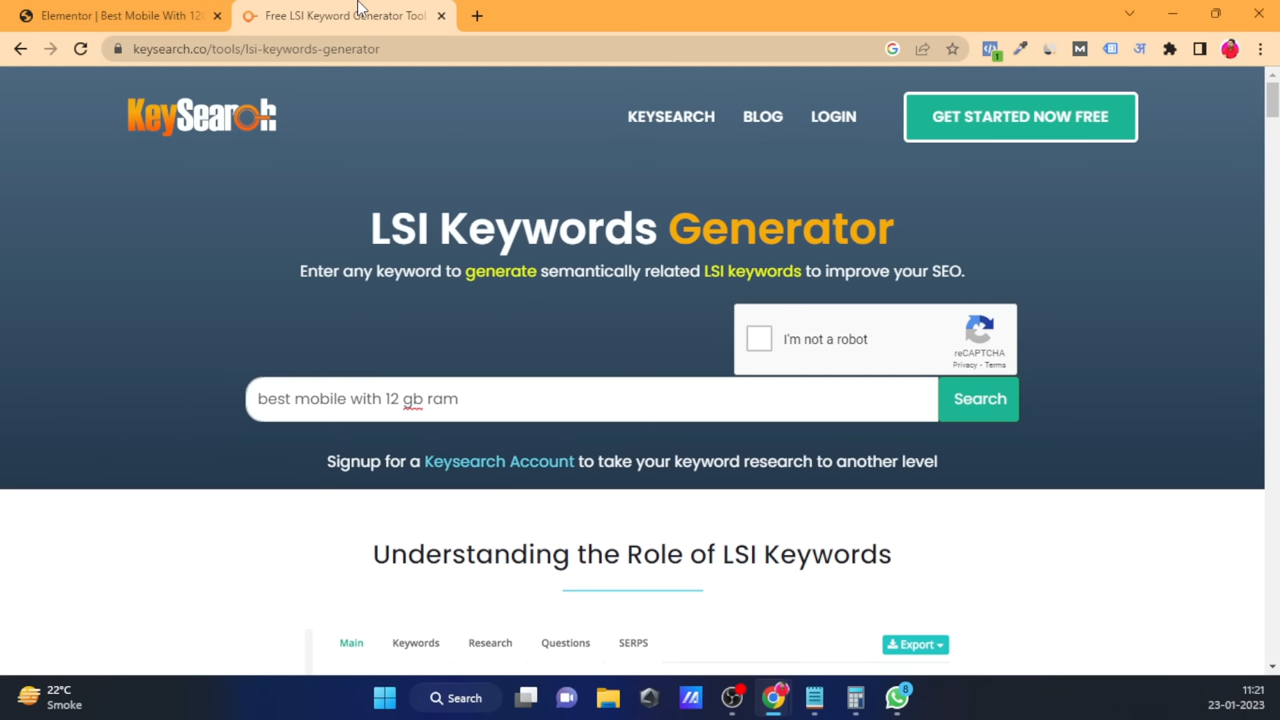 Elementor | Best Mobile With 12G
Free LSI Keyword Generator Tool
keysearch.co/tools/lsi-keywords-generator
KeySearch
KEYSEARCH
BLOG
LOGIN
GET STARTED NOW FREE
LSI Keywords Generator
Enter any keyword to generate semantically related LSI keywords to improve your SEO.
I'm not a robot
reCAPTCHA
Privacy - Terms
best mobile with 12 gb ram
Search
Signup for a Keysearch Account to take your keyword research to another level
Understanding the Role of LSI Keywords
Main
Keywords
Research
Questions
SERPS
Export
22°C
Smoke
Search
8
11:21
23-01-2023